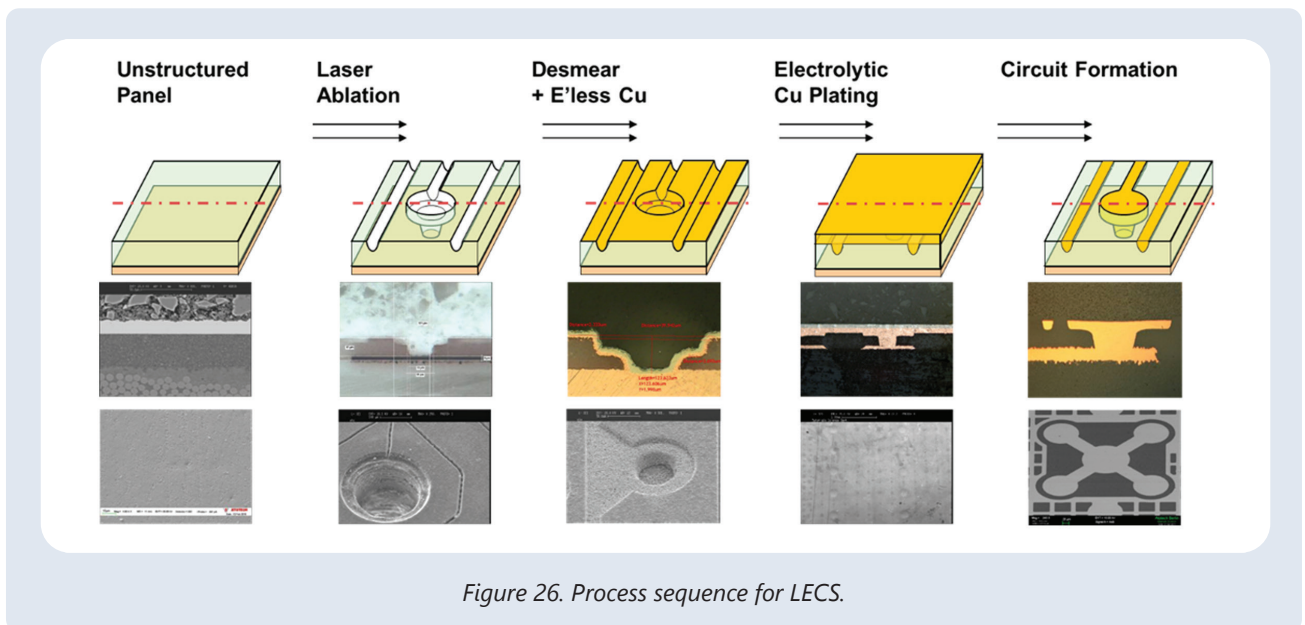 Unstructured
Panel
Laser
Ablation
Desmear
+ E'less Cu
Electrolytic
Cu Plating
Circuit Formation
Figure 26. Process sequence for LECS.